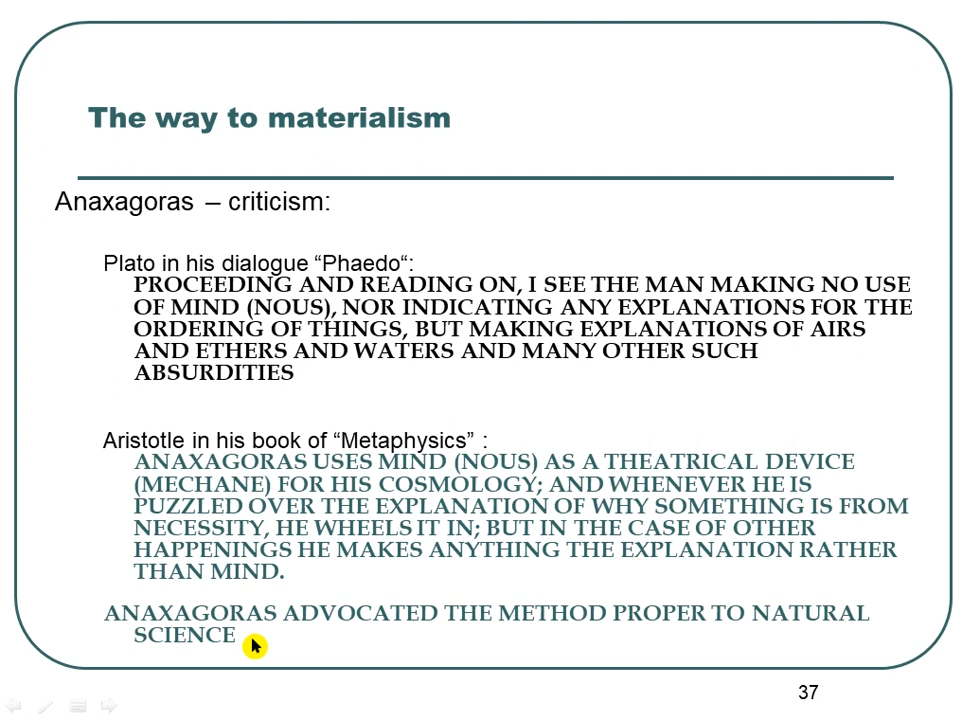 The way to materialism
Anaxagoras – criticism:
Plato in his dialogue “Phaedo“:
PROCEEDING AND READING ON, I SEE THE MAN MAKING NO USE
OF MIND (NOUS), NOR INDICATING ANY EXPLANATIONS FOR THE
ORDERING OF THINGS, BUT MAKING EXPLANATIONS OF AIRS
AND ETHERS AND WATERS AND MANY OTHER SUCH
ABSURDITIES
Aristotle in his book of “Metaphysics” :
ANAXAGORAS USES MIND (NOUS) AS A THEATRICAL DEVICE
(MECHANE) FOR HIS COSMOLOGY; AND WHENEVER HE IS
PUZZLED OVER THE EXPLANATION OF WHY SOMETHING IS FROM
NECESSITY, HE WHEELS IT IN; BUT IN THE CASE OF OTHER
HAPPENINGS HE MAKES ANYTHING THE EXPLANATION RATHER
THAN MIND.
ANAXAGORAS ADVOCATED THE METHOD PROPER TO NATURAL
SCIENCE
37